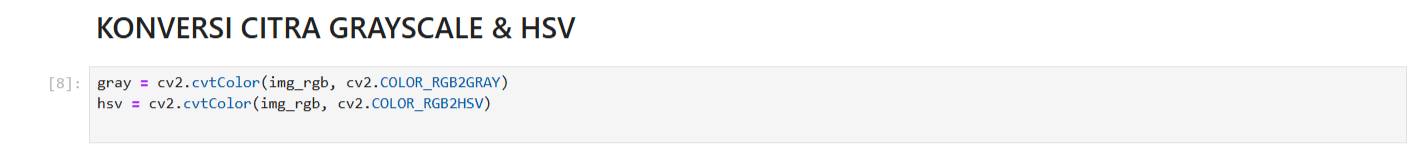 KONVERSI CITRA GRAYSCALE & HSV
[8]: gray = cv2.cvtColor(img_rgb, cv2.COLOR_RGB2GRAY)
hsv = cv2.cvtColor(img_rgb, cv2.COLOR_RGB2HSV)